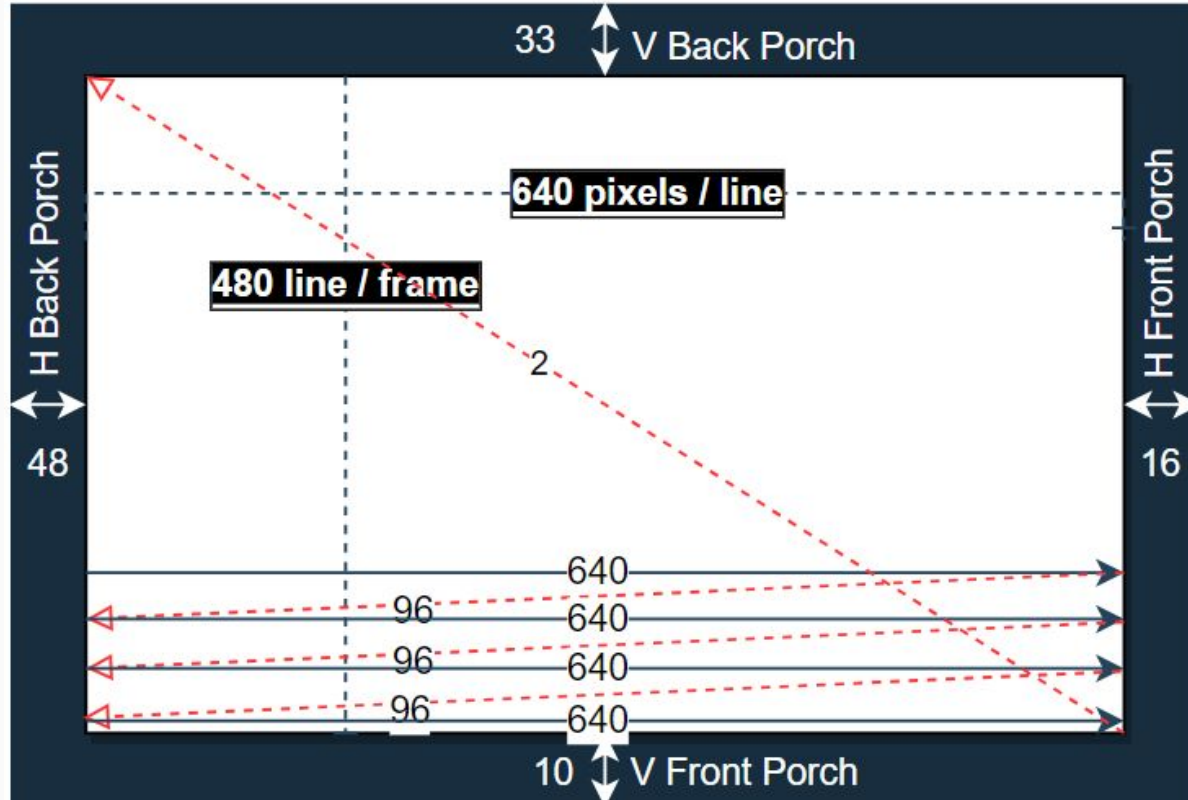 33
V Back Porch
640 pixels / line
480 line / frame
H Back Porch
48
H Front Porch
16
2
640
96
640
96
640
96
640
10
V Front Porch